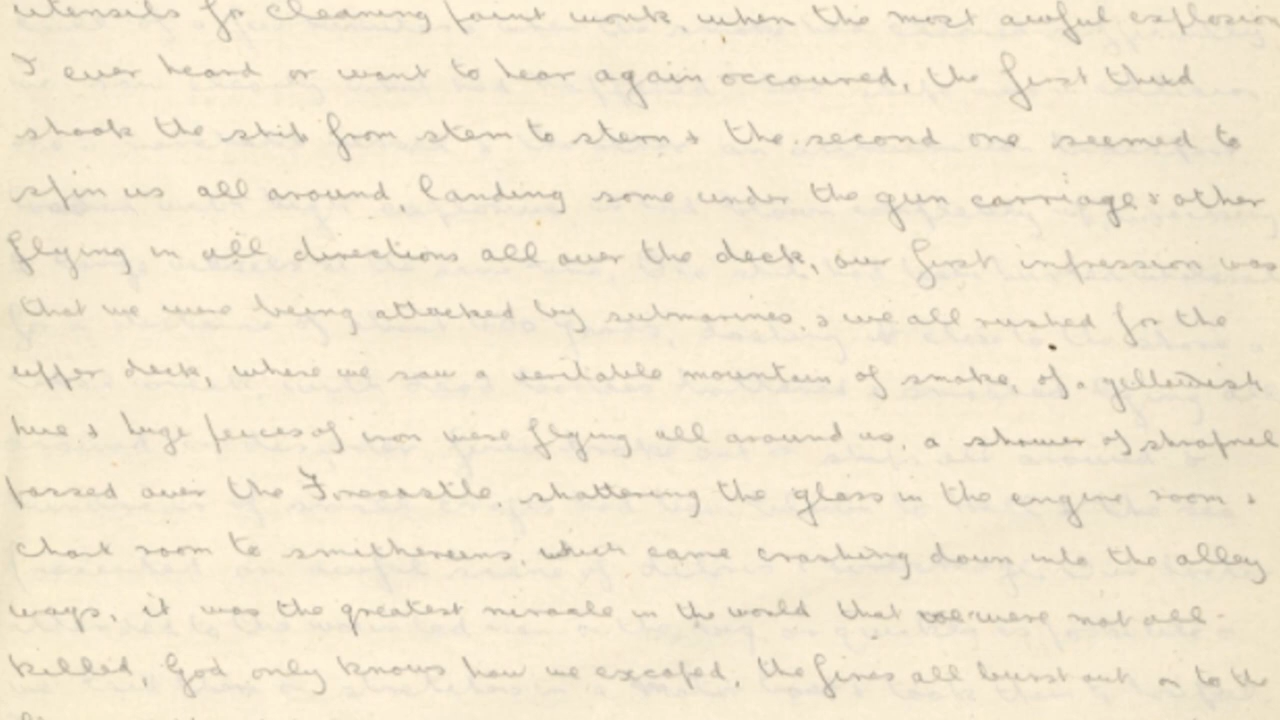 utensils for cleaning paint work, when the most awful explosion
I ever heard or want to hear again occoured, the first thud
shook the ship from stem to stern & the second one seemed to
spin us all around, landing some under the gun carriage & other
flying in all directions all over the deck, our first impression was
that we were being attacked by submarines, & we all rushed for the
upper deck, where we saw a veritable mountain of smoke, of a yellowish
hue & huge peices of iron were flying all around us, a shower of shrapnel
passed over the Forecastle, shattering the glass in the engine room &
chart room to smithereens, which came crashing down into the alley
ways, it was the greatest miracle in the world that we were not all
killed, God only knows how we escaped, the fires all burst out on to the